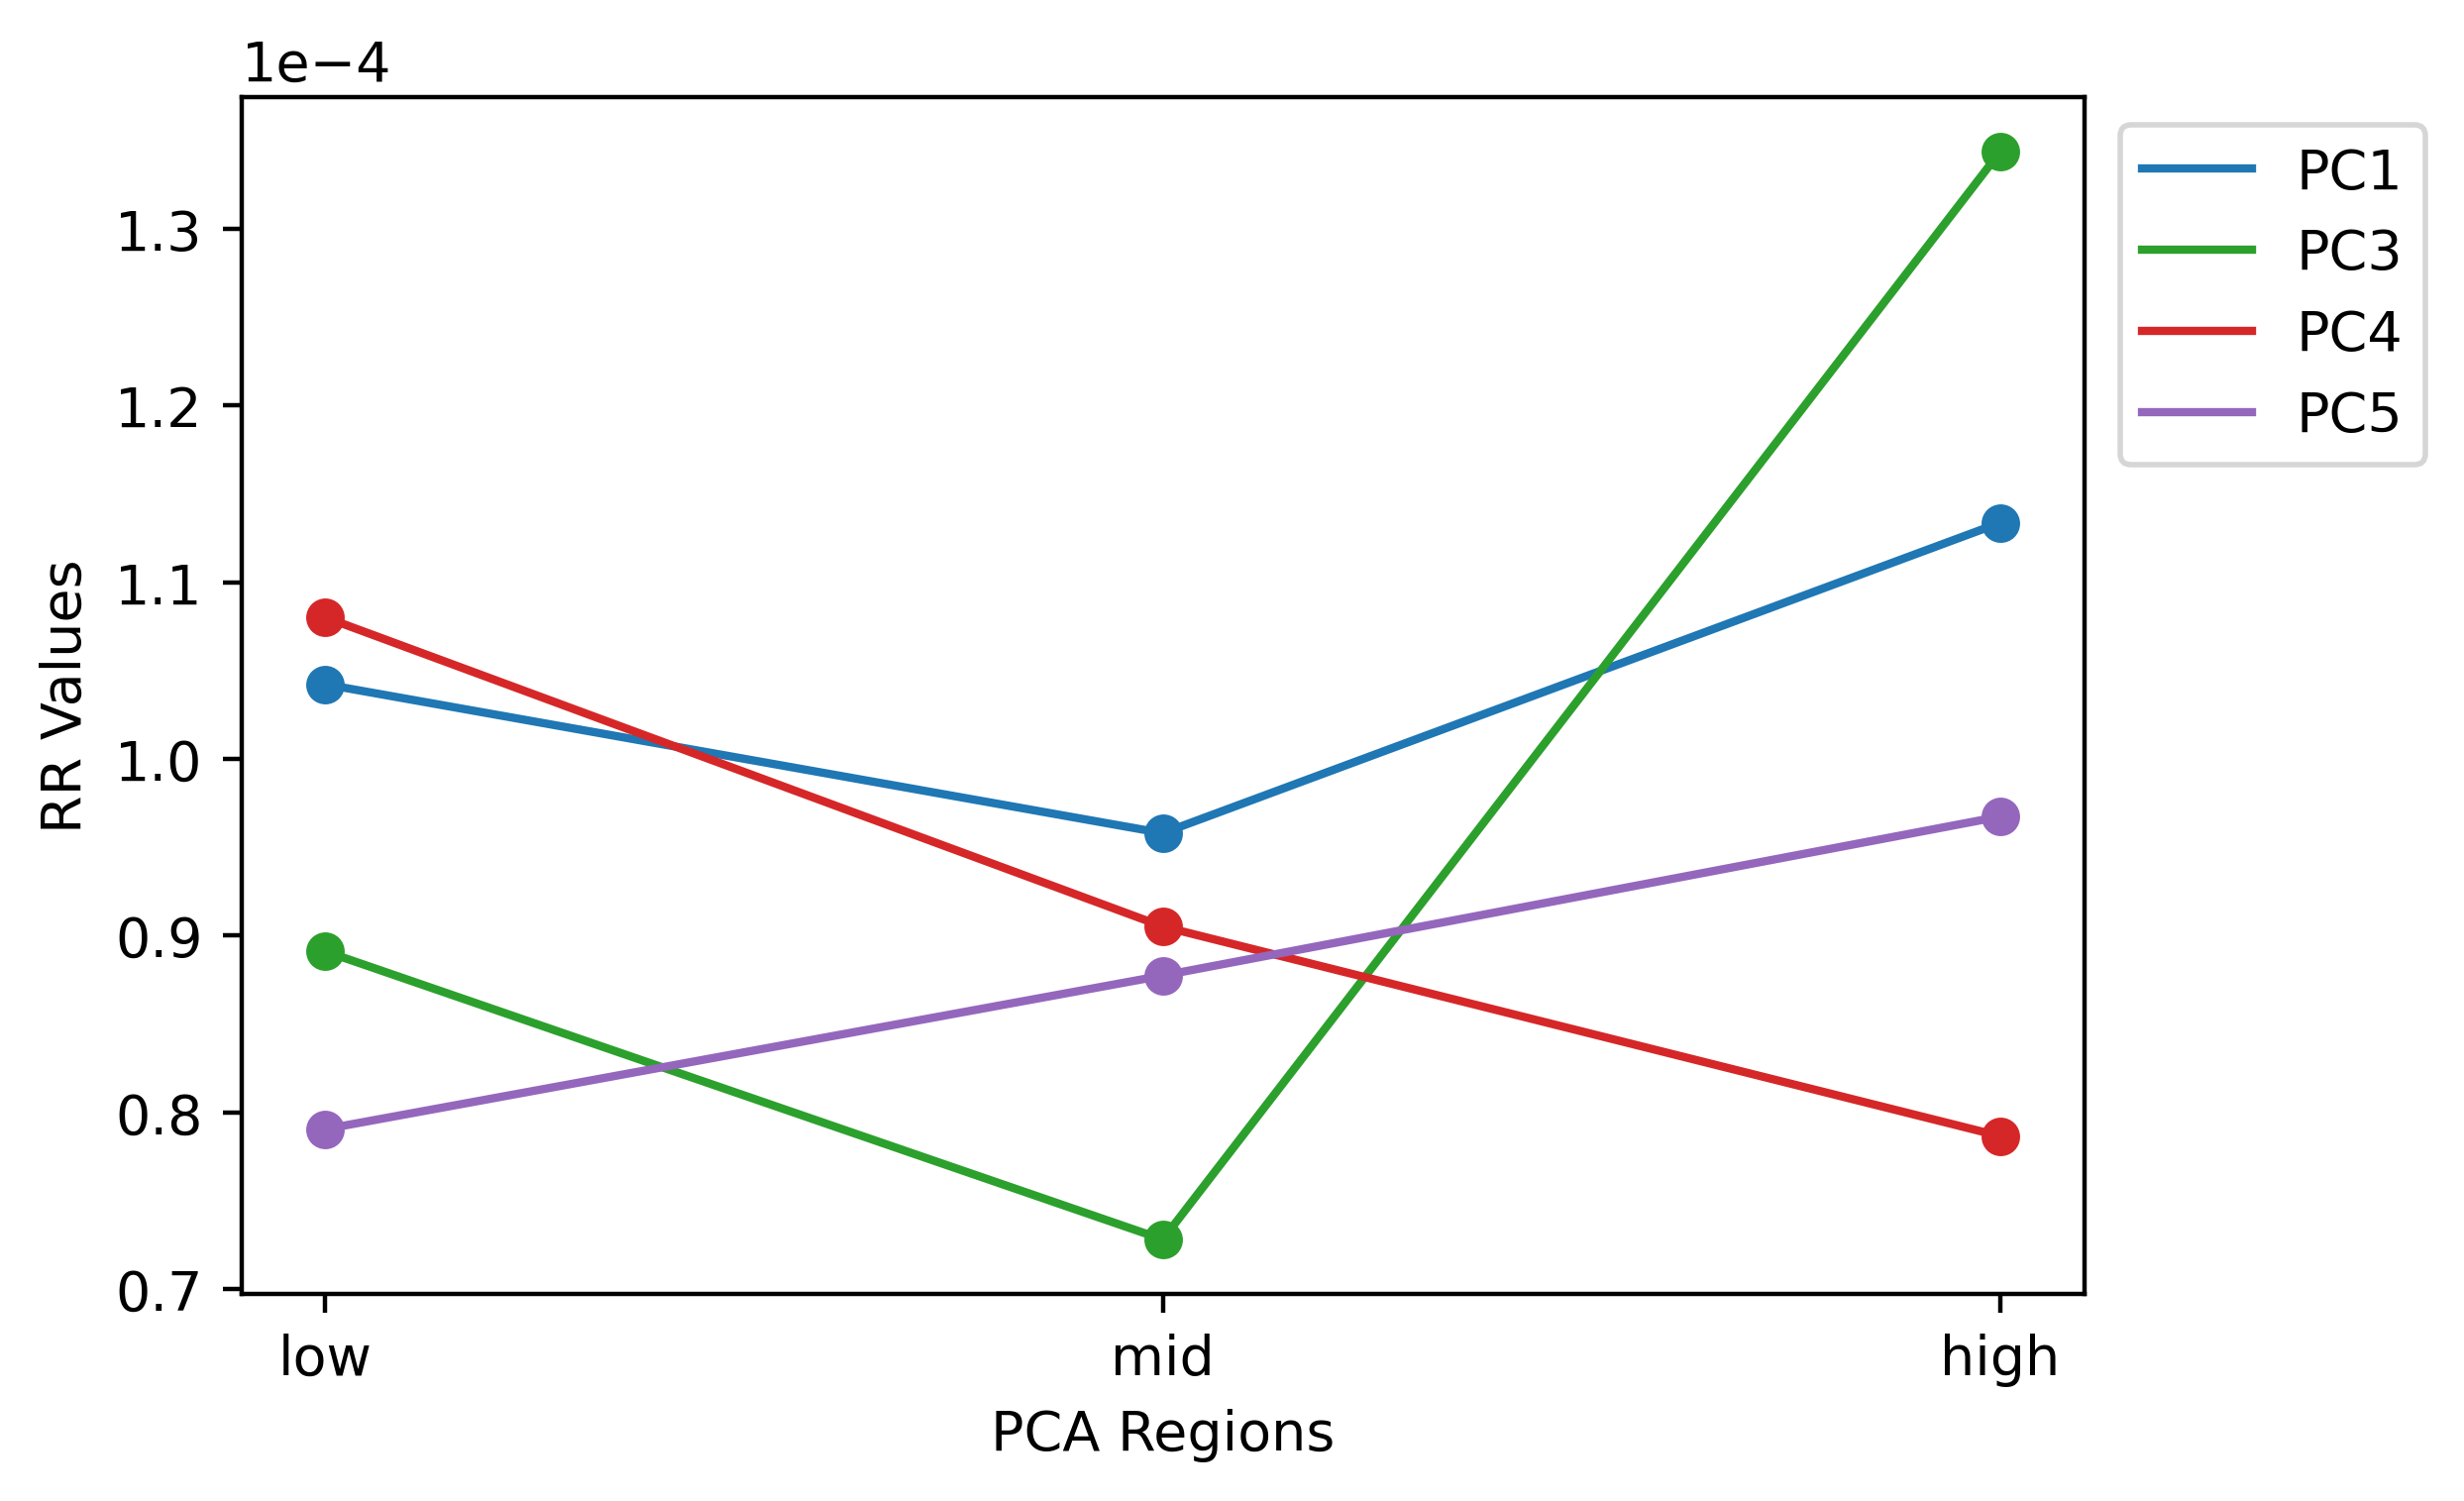 1e−4
1.3
1.2
1.1
1.0
0.9
0.8
0.7
RR Values
low
mid
high
PCA Regions
PC1
PC3
PC4
PC5